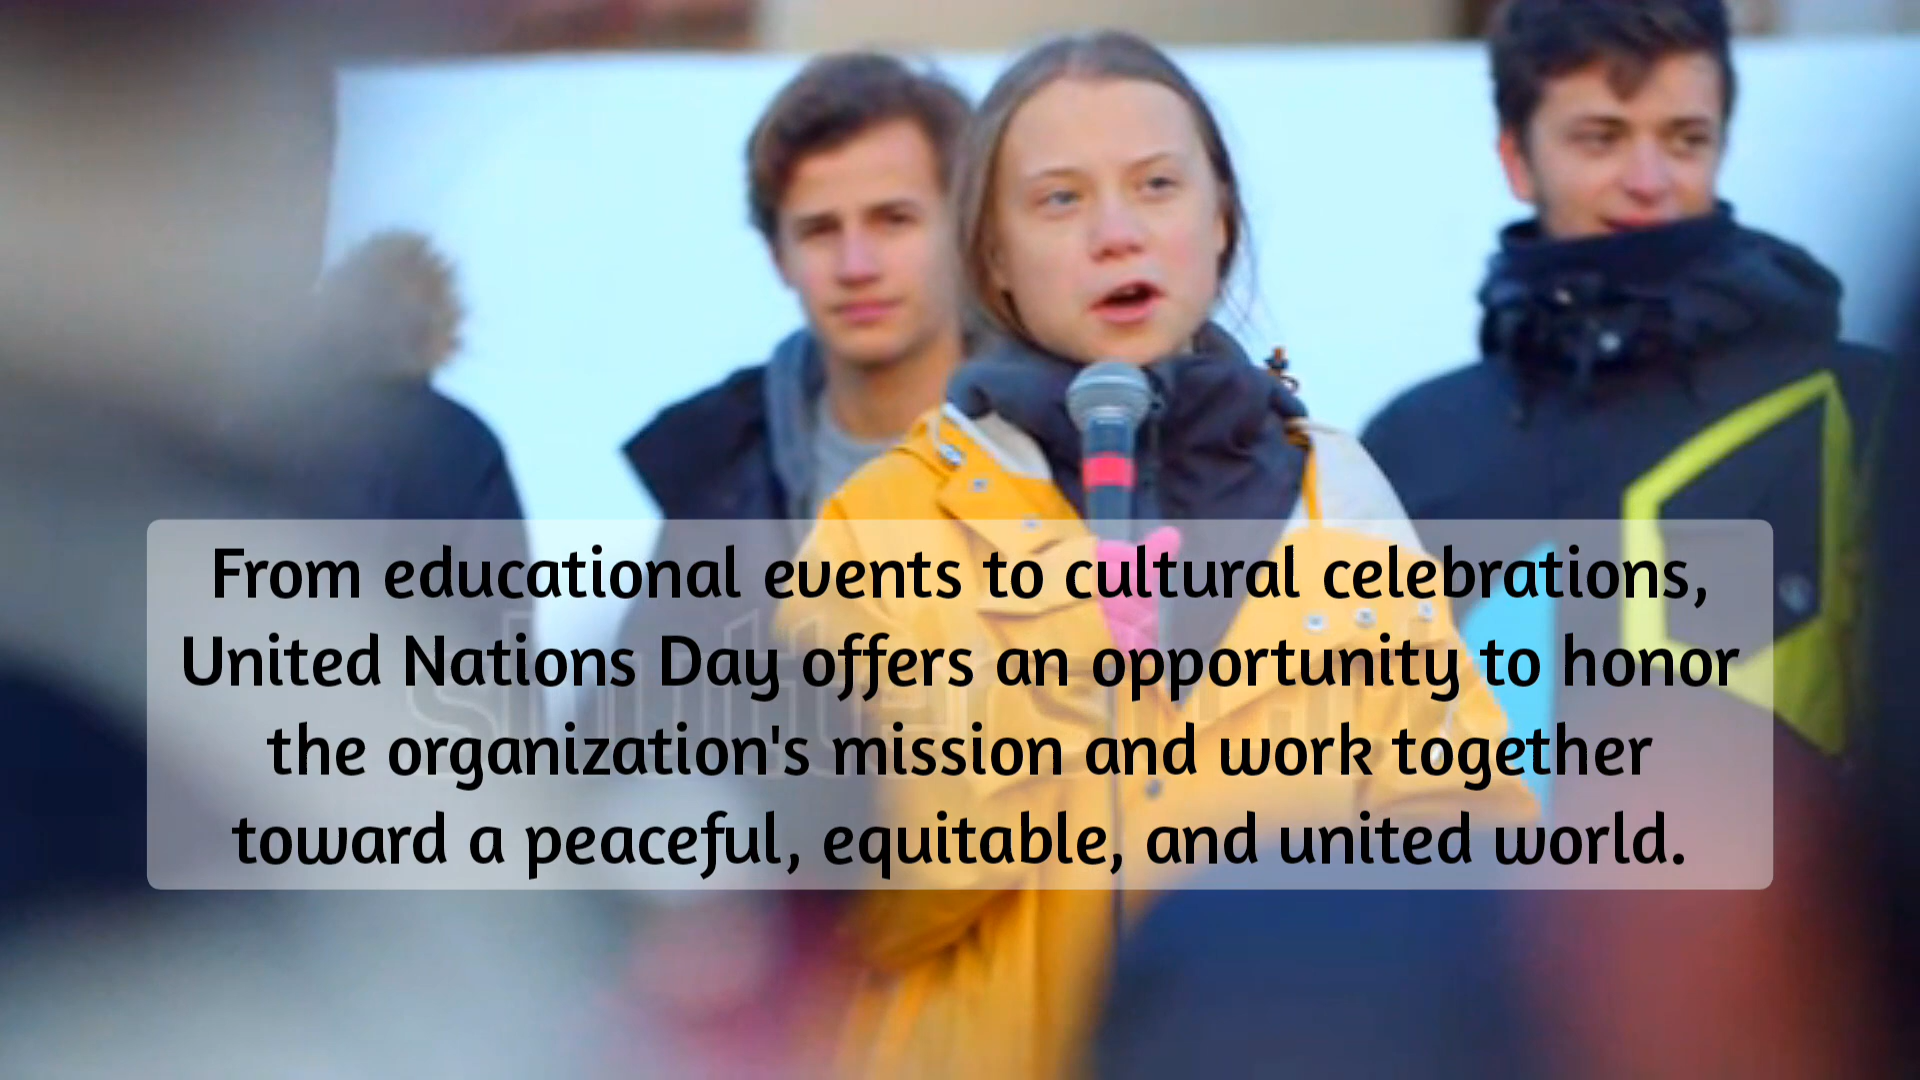 From educational events to cultural celebrations,
United Nations Day offers an opportunity to honor
the organization's mission and work together
toward a peaceful, equitable, and united world.
shutterstock